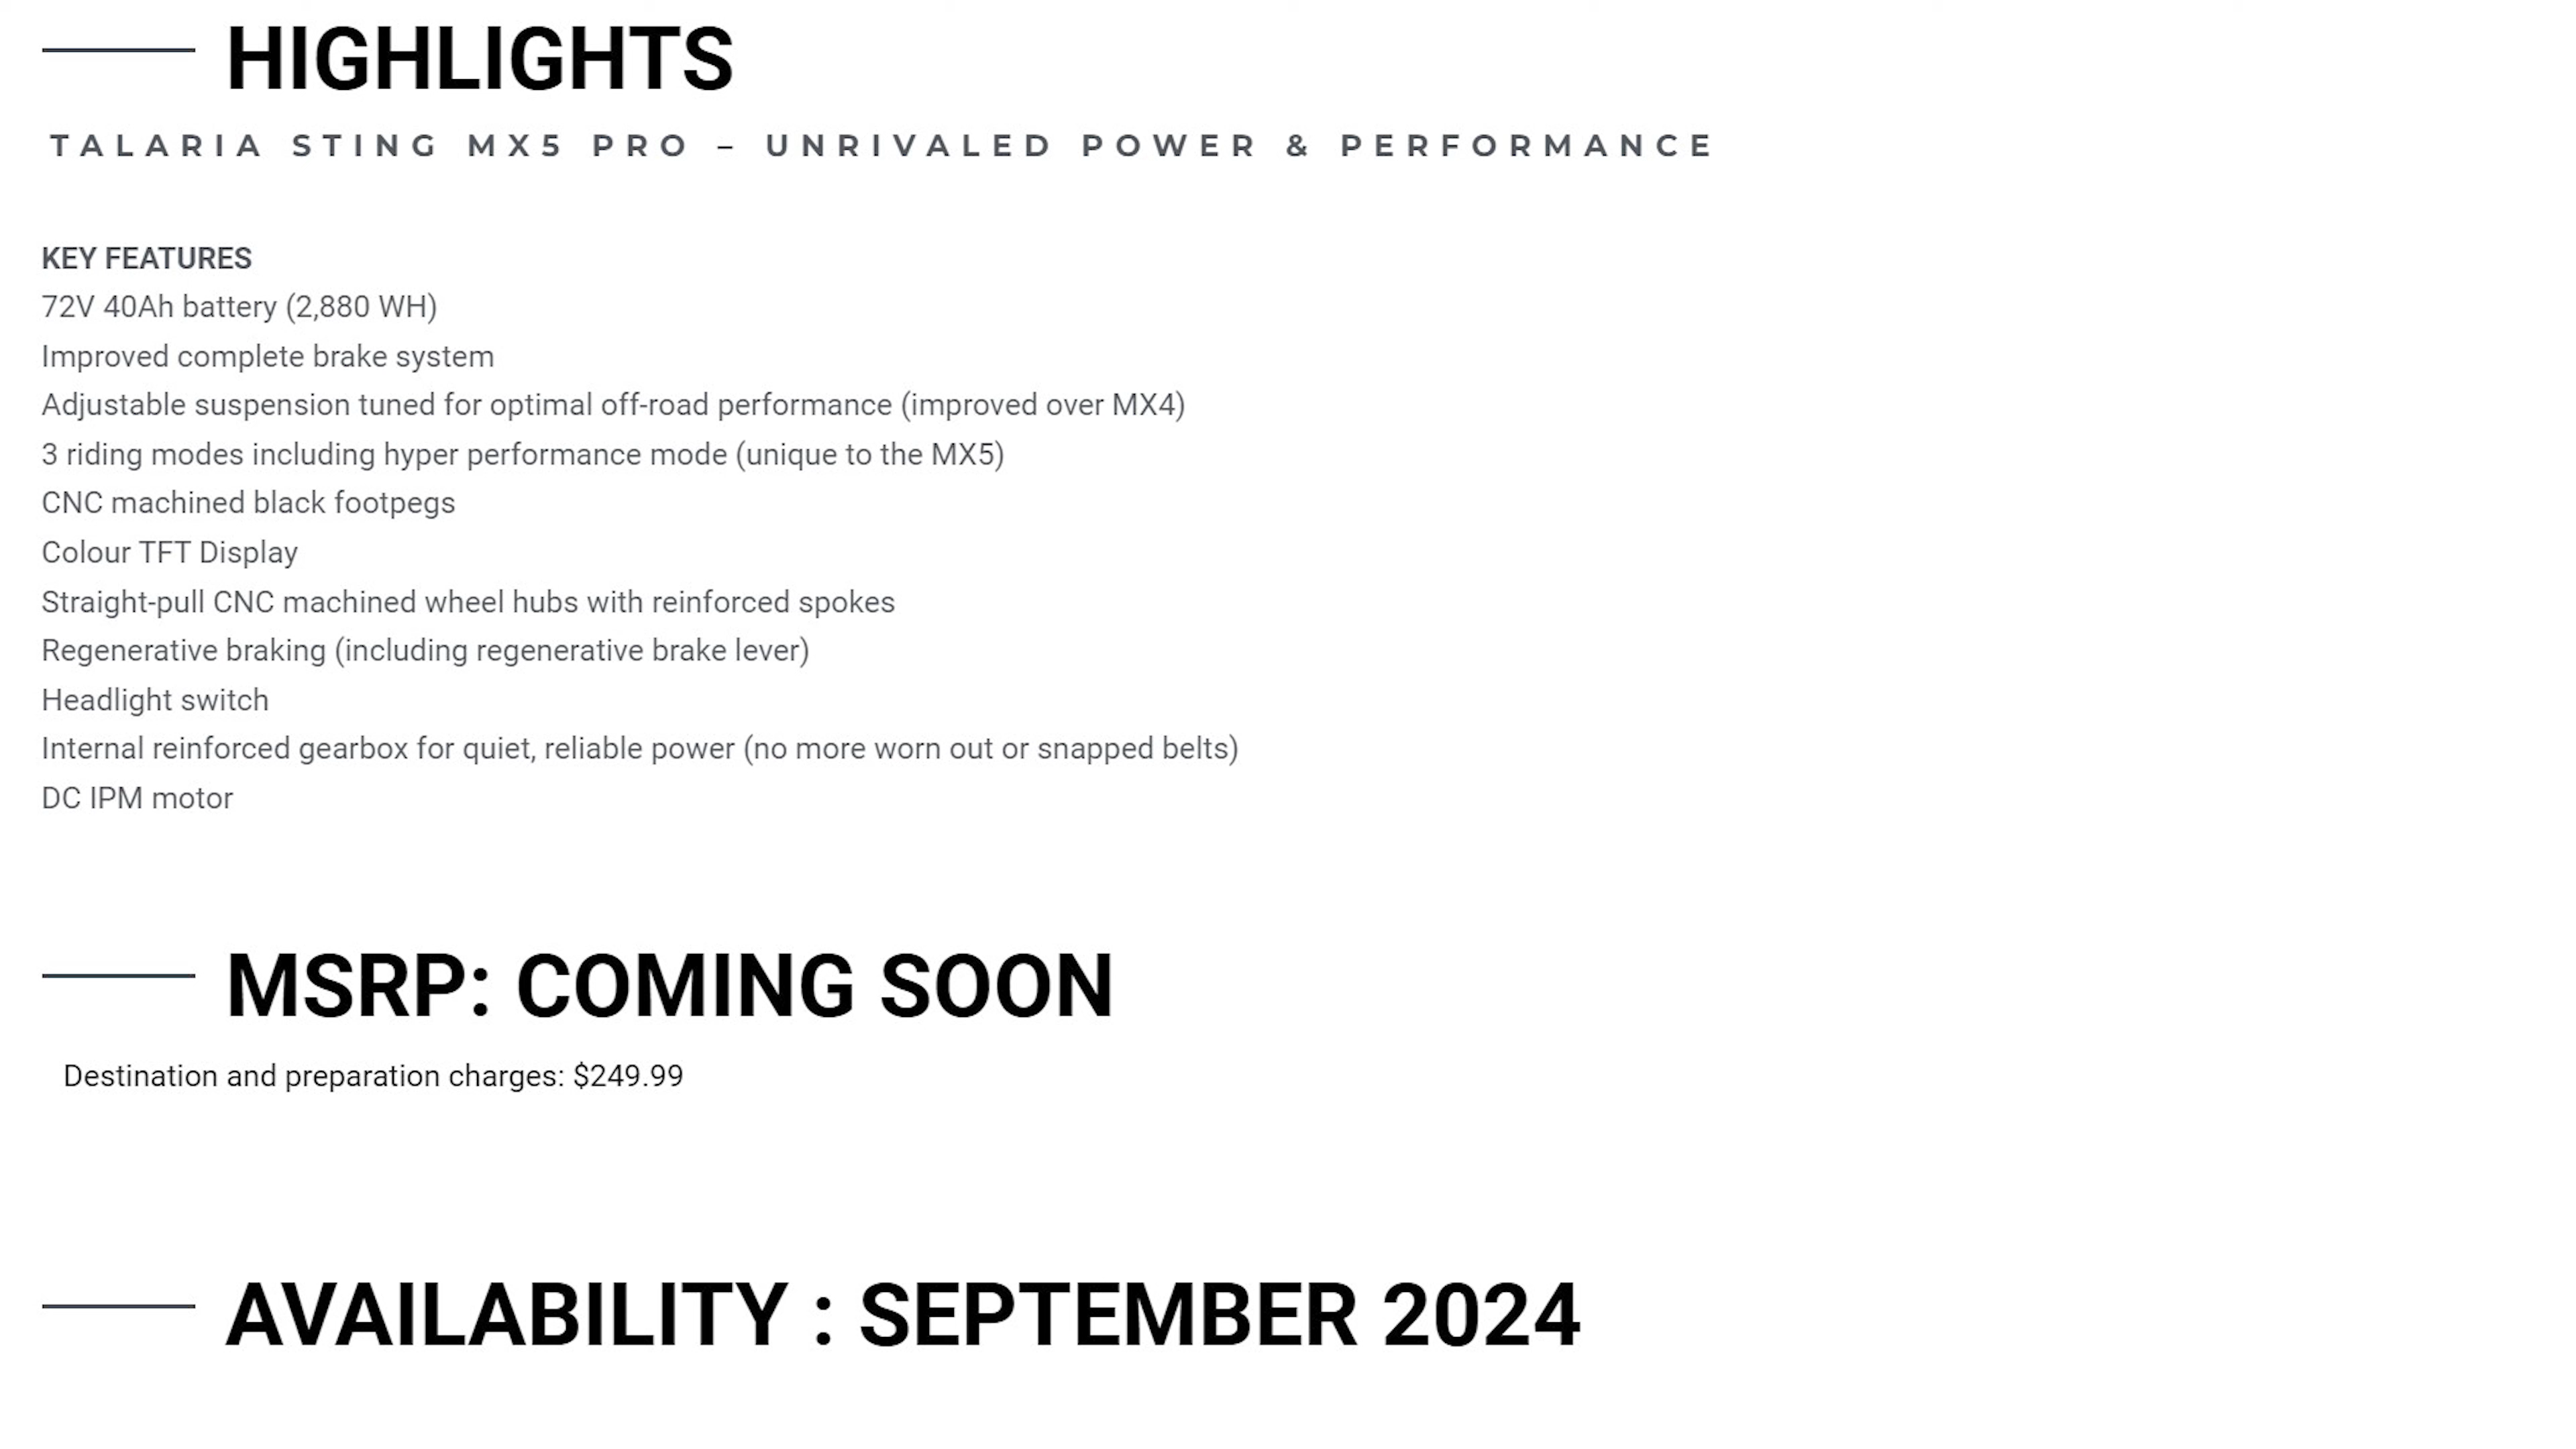 HIGHLIGHTS
TALARIA STING MX5 PRO – UNRIVALED POWER & PERFORMANCE
KEY FEATURES
72V 40Ah battery (2,880 WH)
Improved complete brake system
Adjustable suspension tuned for optimal off-road performance (improved over MX4)
3 riding modes including hyper performance mode (unique to the MX5)
CNC machined black footpegs
Colour TFT Display
Straight-pull CNC machined wheel hubs with reinforced spokes
Regenerative braking (including regenerative brake lever)
Headlight switch
Internal reinforced gearbox for quiet, reliable power (no more worn out or snapped belts)
DC IPM motor
MSRP: COMING SOON
Destination and preparation charges: $249.99
AVAILABILITY : SEPTEMBER 2024